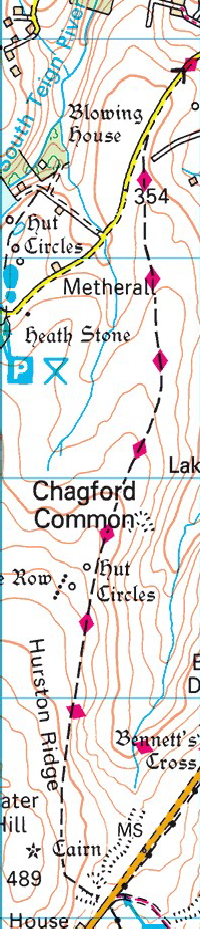 South Teign River
Blowing
House
354
Hut
Circles
Metherall
Heath Stone
P
Lak
Chagford
Common
e Row
Hut
Circles
Hurston Ridge
E
D
Bennett's
Cross
ater
Hill
MS
Cairn
489
House